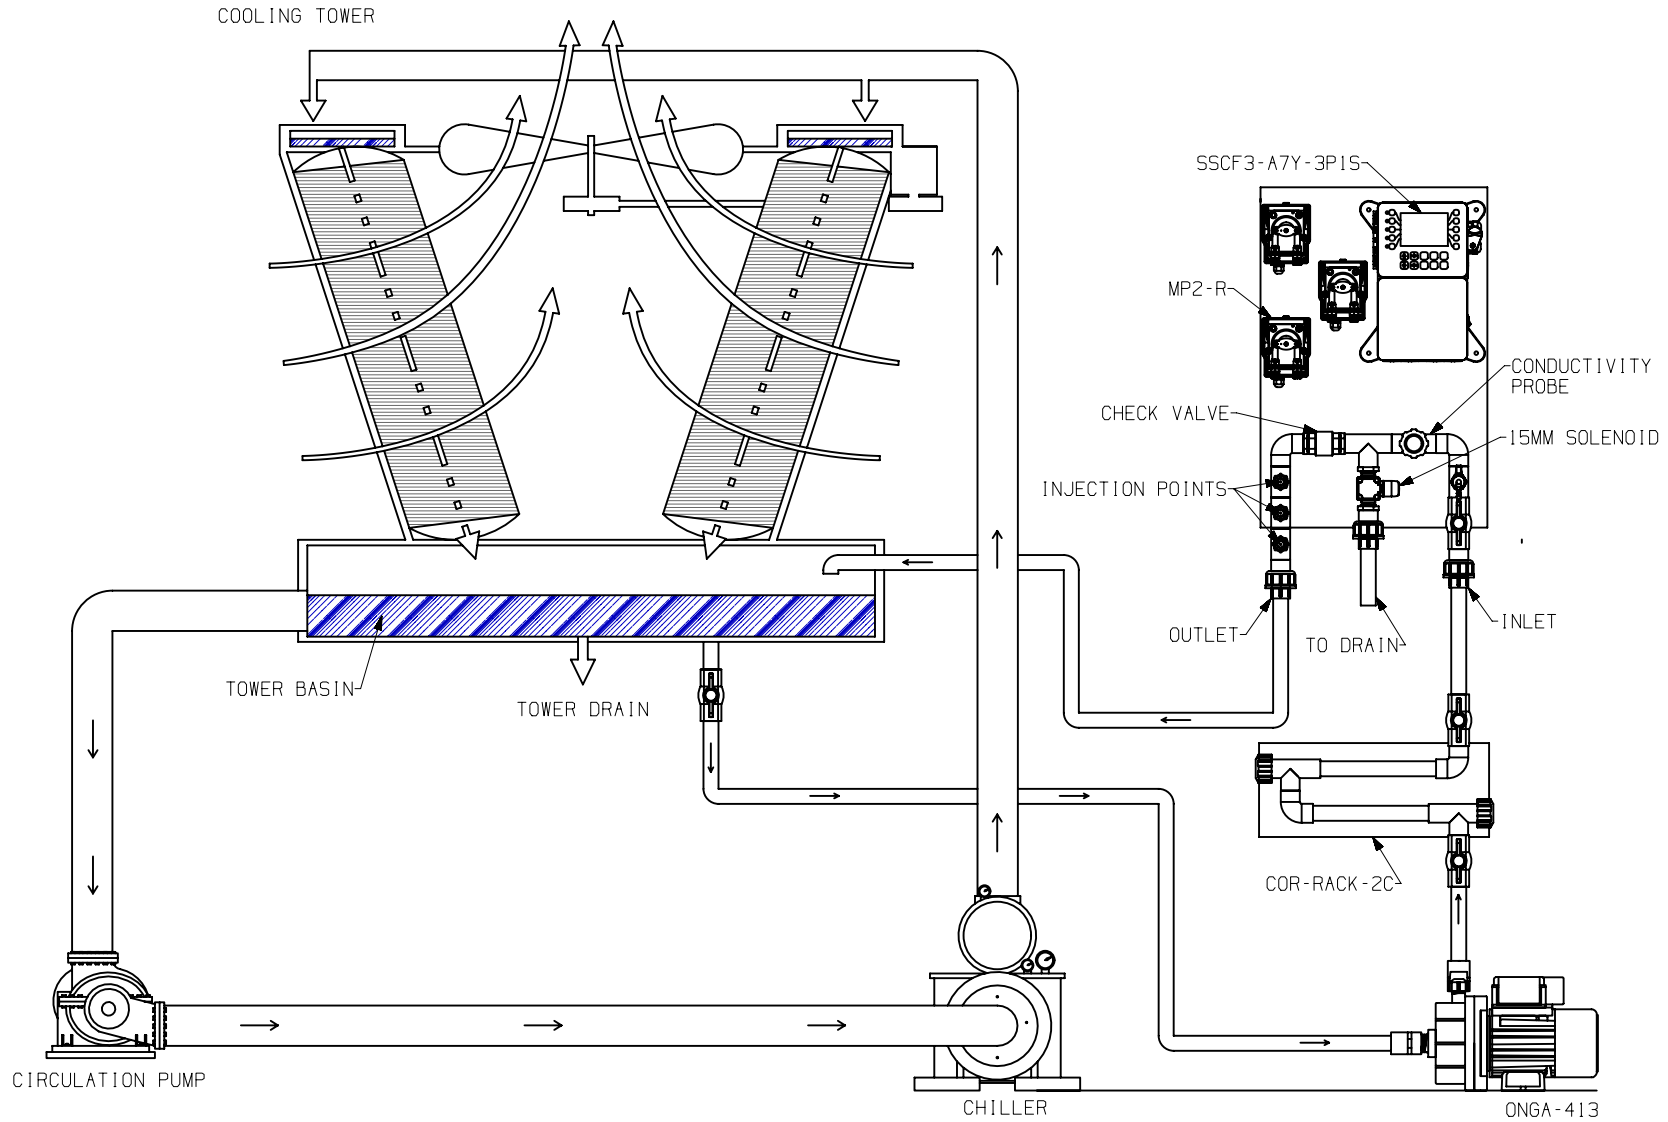 COOLING TOWER
SSCF3-A7Y-3P1S
MP2-R
CONDUCTIVITY
PROBE
CHECK VALVE
15MM SOLENOID
INJECTION POINTS
OUTLET
TO DRAIN
INLET
TOWER BASIN
TOWER DRAIN
COR-RACK-2C
CIRCULATION PUMP
CHILLER
ONGA-413